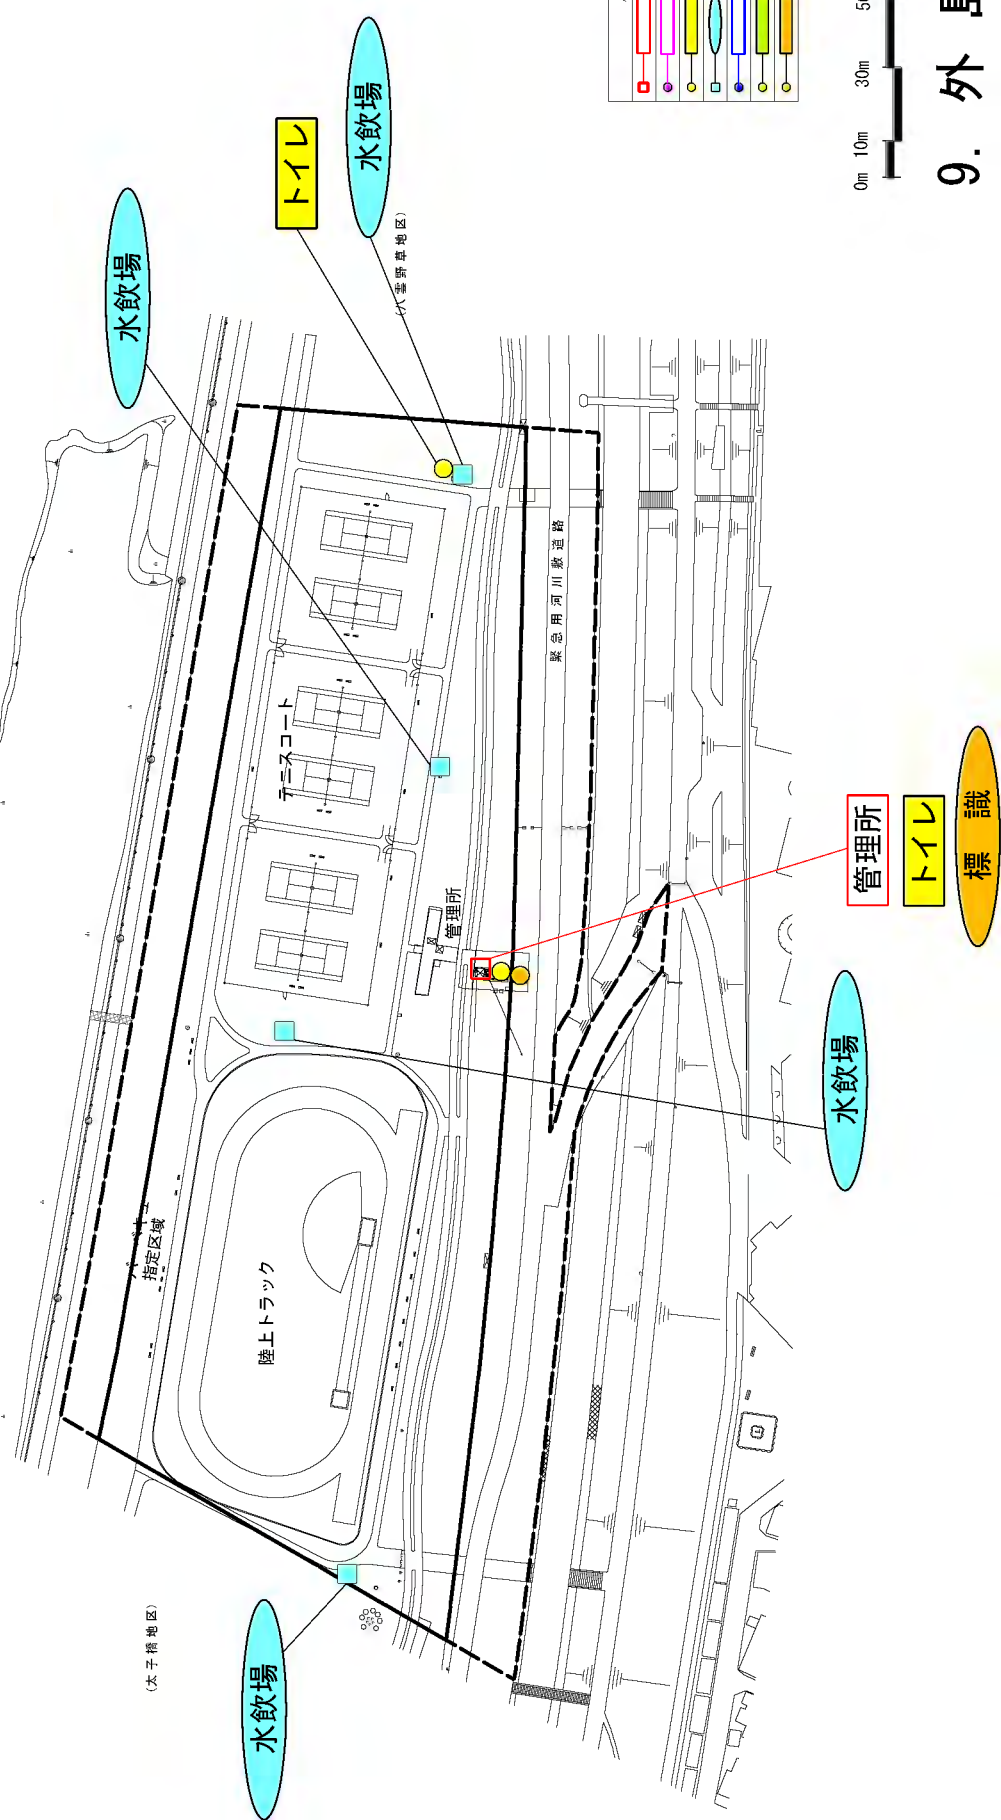 水飲場
トイレ
水飲場
(八雲野草地区)
緊急用河川敷道路
テニスコート
管理所
管理所
トイレ
標 識
水飲場
指定区域
陸上トラック
(太子橋地区)
水飲場
0m 10m 30m
9. 外